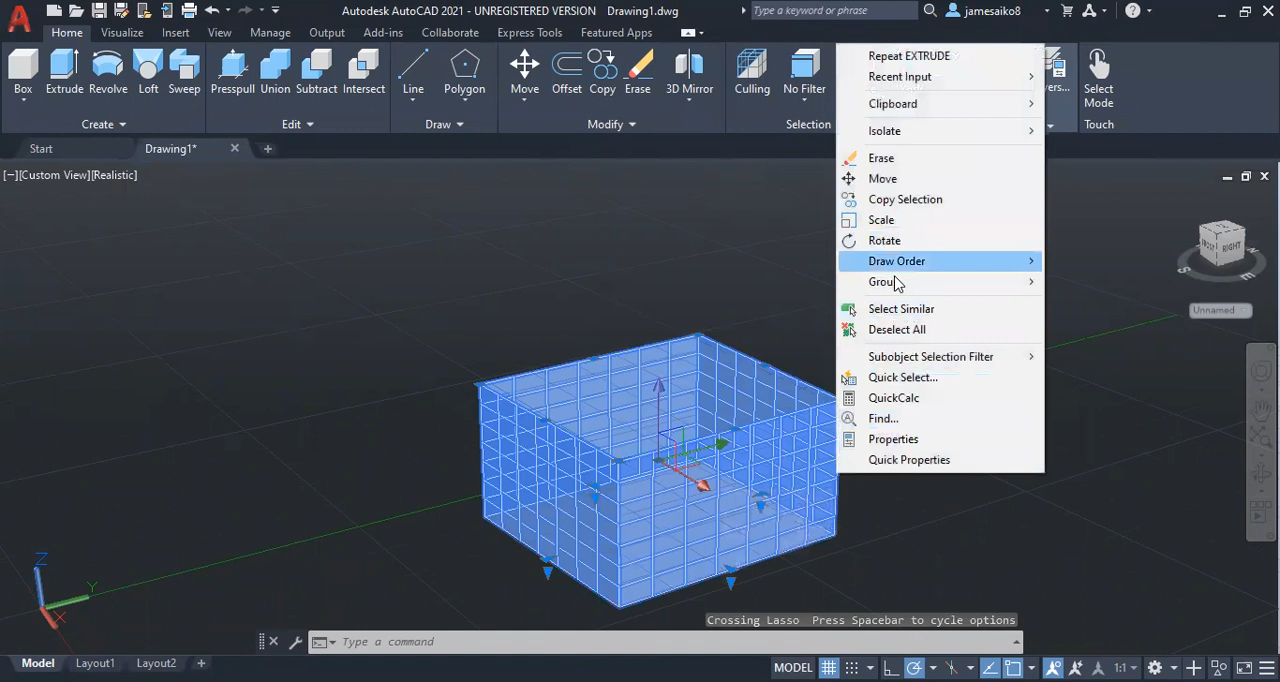 Autodesk AutoCAD 2021 - UNREGISTERED VERSION Drawing1.dwg
Type a keyword or phrase
jamesaiko8
Home Visualize Insert View Manage Output Add-ins Collaborate Express Tools Featured Apps
Box Extrude Revolve Loft Sweep Presspull Union Subtract Intersect Line Polygon Move Offset Copy Erase 3D Mirror Culling No Filter
Select
Mode
Create Edit Draw Modify Selection Touch
Start Drawing1* 
[−][Custom View][Realistic]
Repeat EXTRUDE
Recent Input
Clipboard
Isolate
Erase
Move
Copy Selection
Scale
Rotate
Draw Order
Select Similar
Deselect All
Subobject Selection Filter
Quick Select...
QuickCalc
Find...
Properties
Quick Properties
RIGHT
S
Unnamed
Z
Y
X
Crossing Lasso Press Spacebar to cycle options
Type a command
Model Layout1 Layout2 +
MODEL 1:1